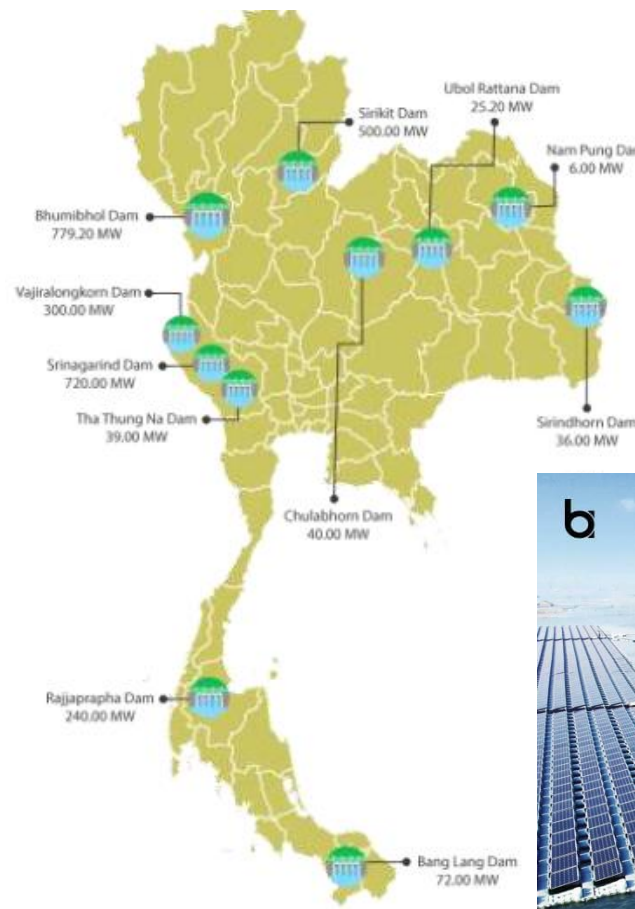 Ubol Rattana Dam
25.20 MW
Sirikit Dam
500.00 MW
Nam Pung Dam
6.00 MW
Bhumibhol Dam
779.20 MW
Vajiralongkorn Dam
300.00 MW
Srinagarind Dam
720.00 MW
Tha Thung Na Dam
39.00 MW
Sirindhorn Dam
36.00 MW
Chulabhorn Dam
40.00 MW
b
Rajjaprapha Dam
240.00 MW
Bang Lang Dam
72.00 MW